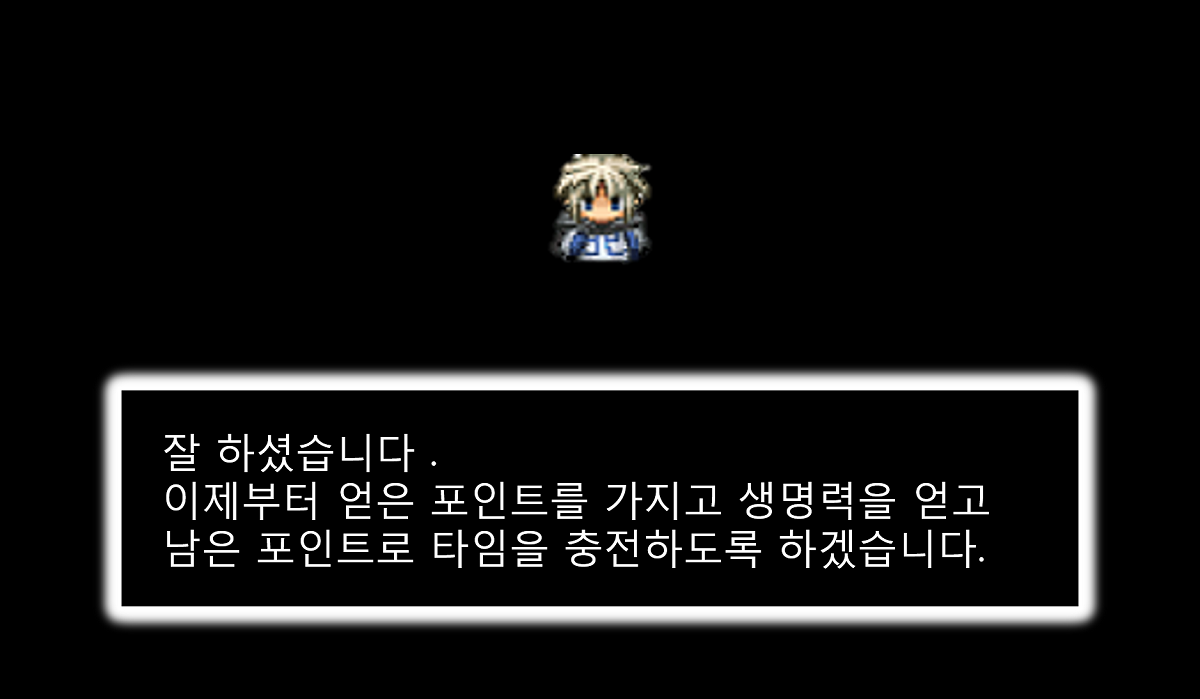 잘 하셨습니다 .
이제부터 얻은 포인트를 가지고 생명력을 얻고
남은 포인트로 타임을 충전하도록 하겠습니다.